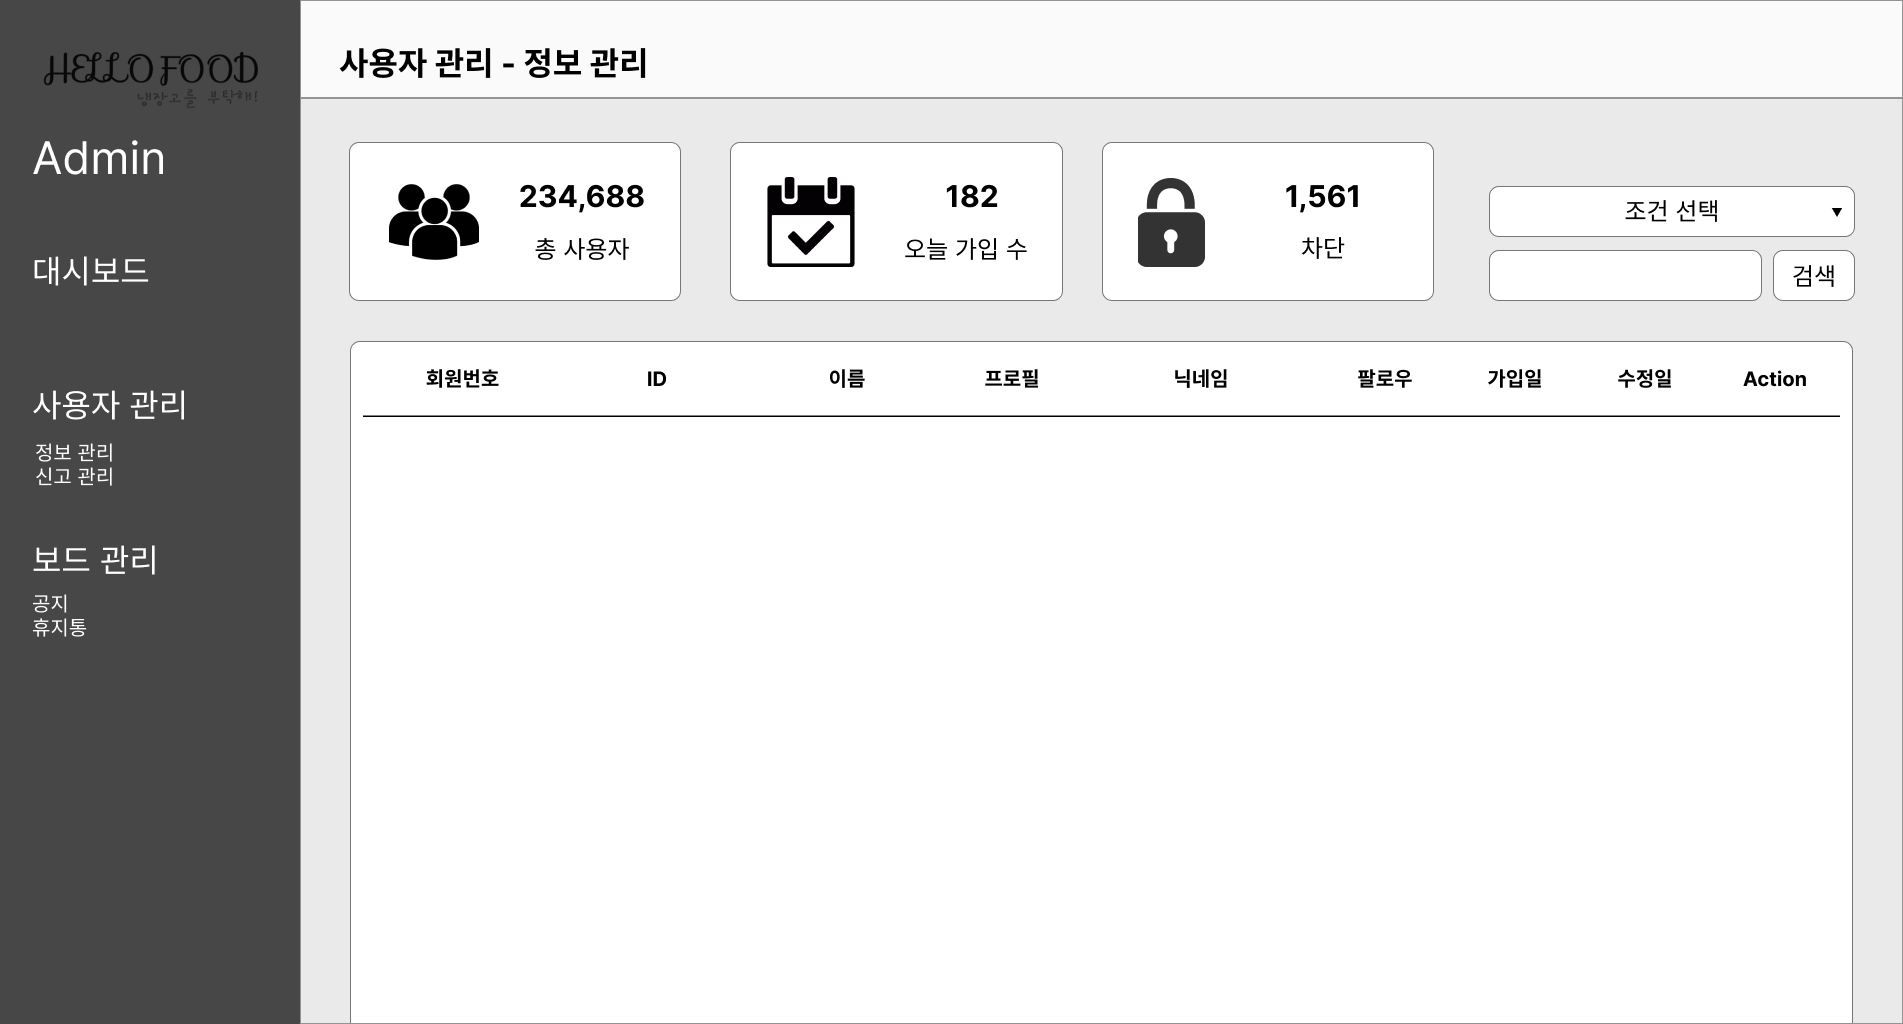 HELLO FOOD
냉장고를 부탁해!
Admin
대시보드
사용자 관리
정보 관리
신고 관리
보드 관리
공지
휴지통
사용자 관리 - 정보 관리
234,688
총 사용자
182
오늘 가입 수
1,561
차단
조건 선택 ▼
검색
회원번호 ID 이름 프로필 닉네임 팔로우 가입일 수정일 Action